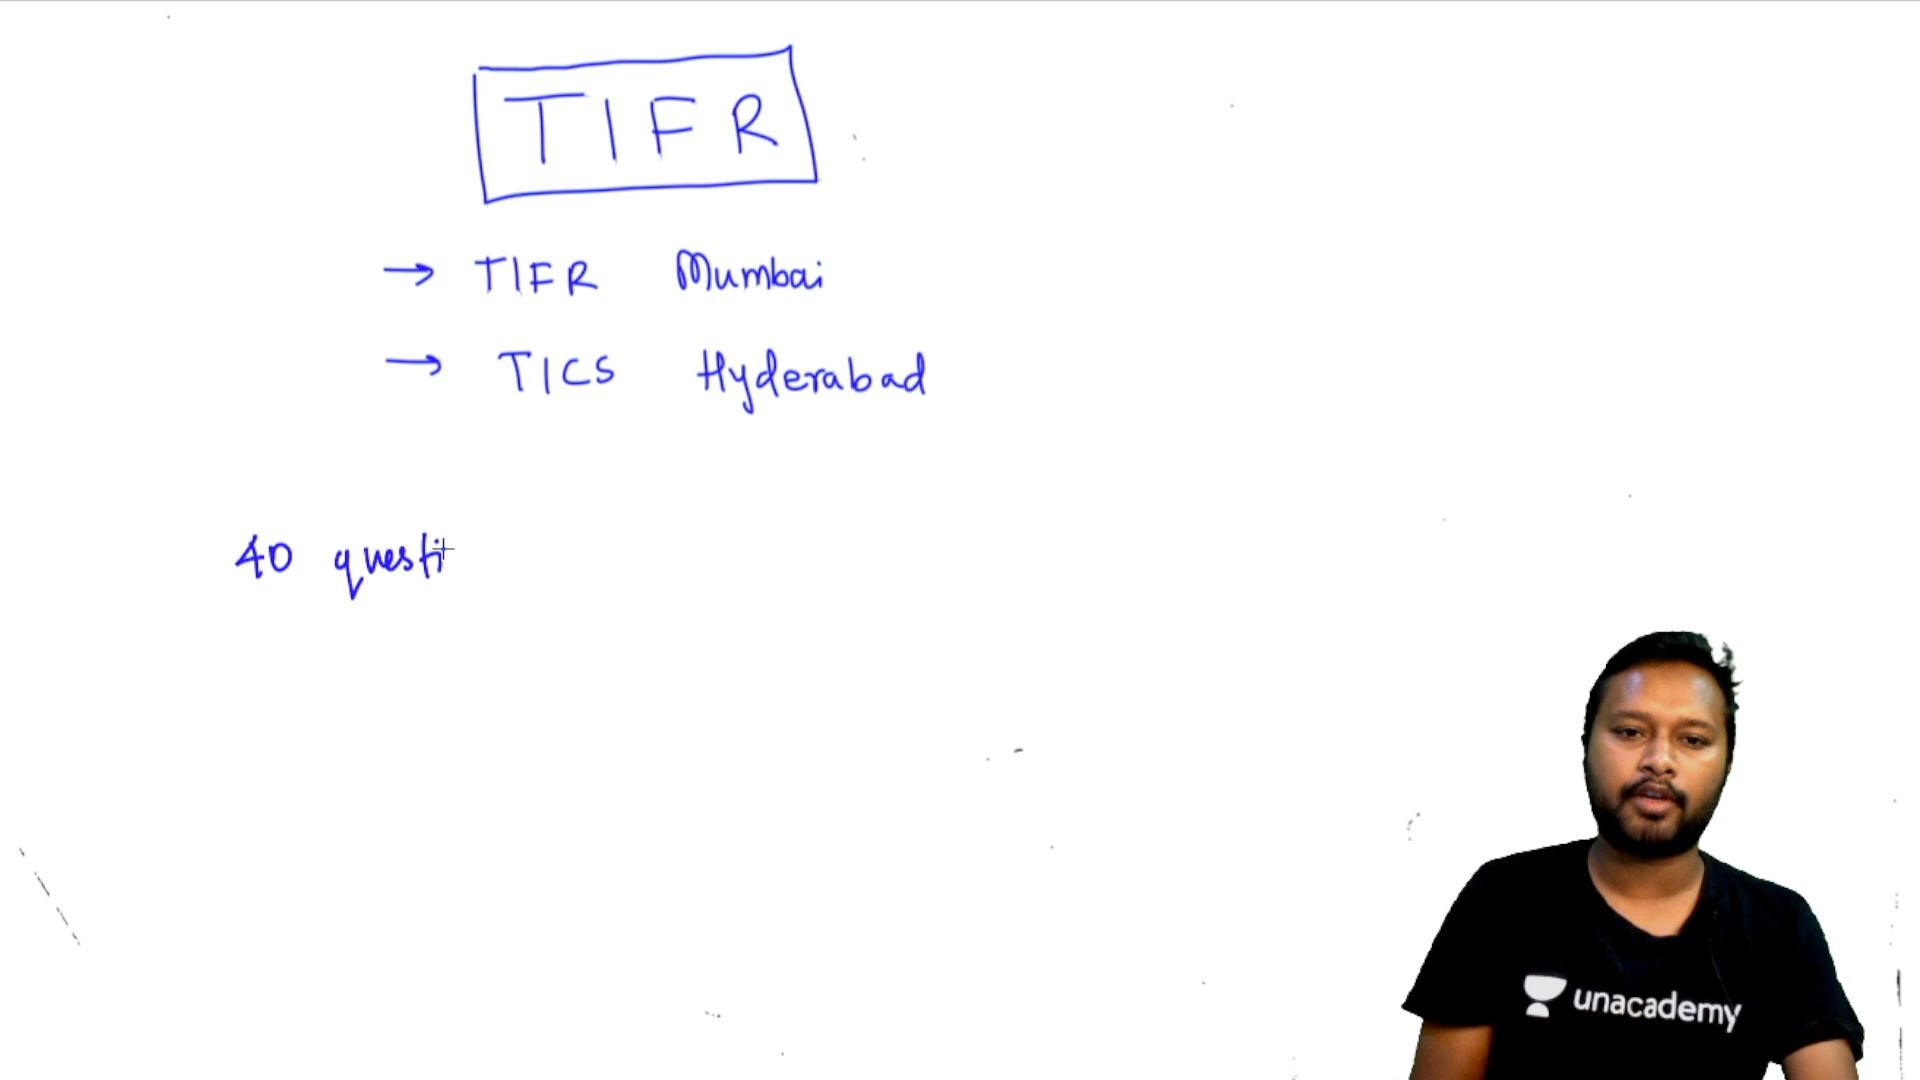 TIFR
→ TIFR Mumbai
→ TICS Hyderabad
40 questi
unacademy